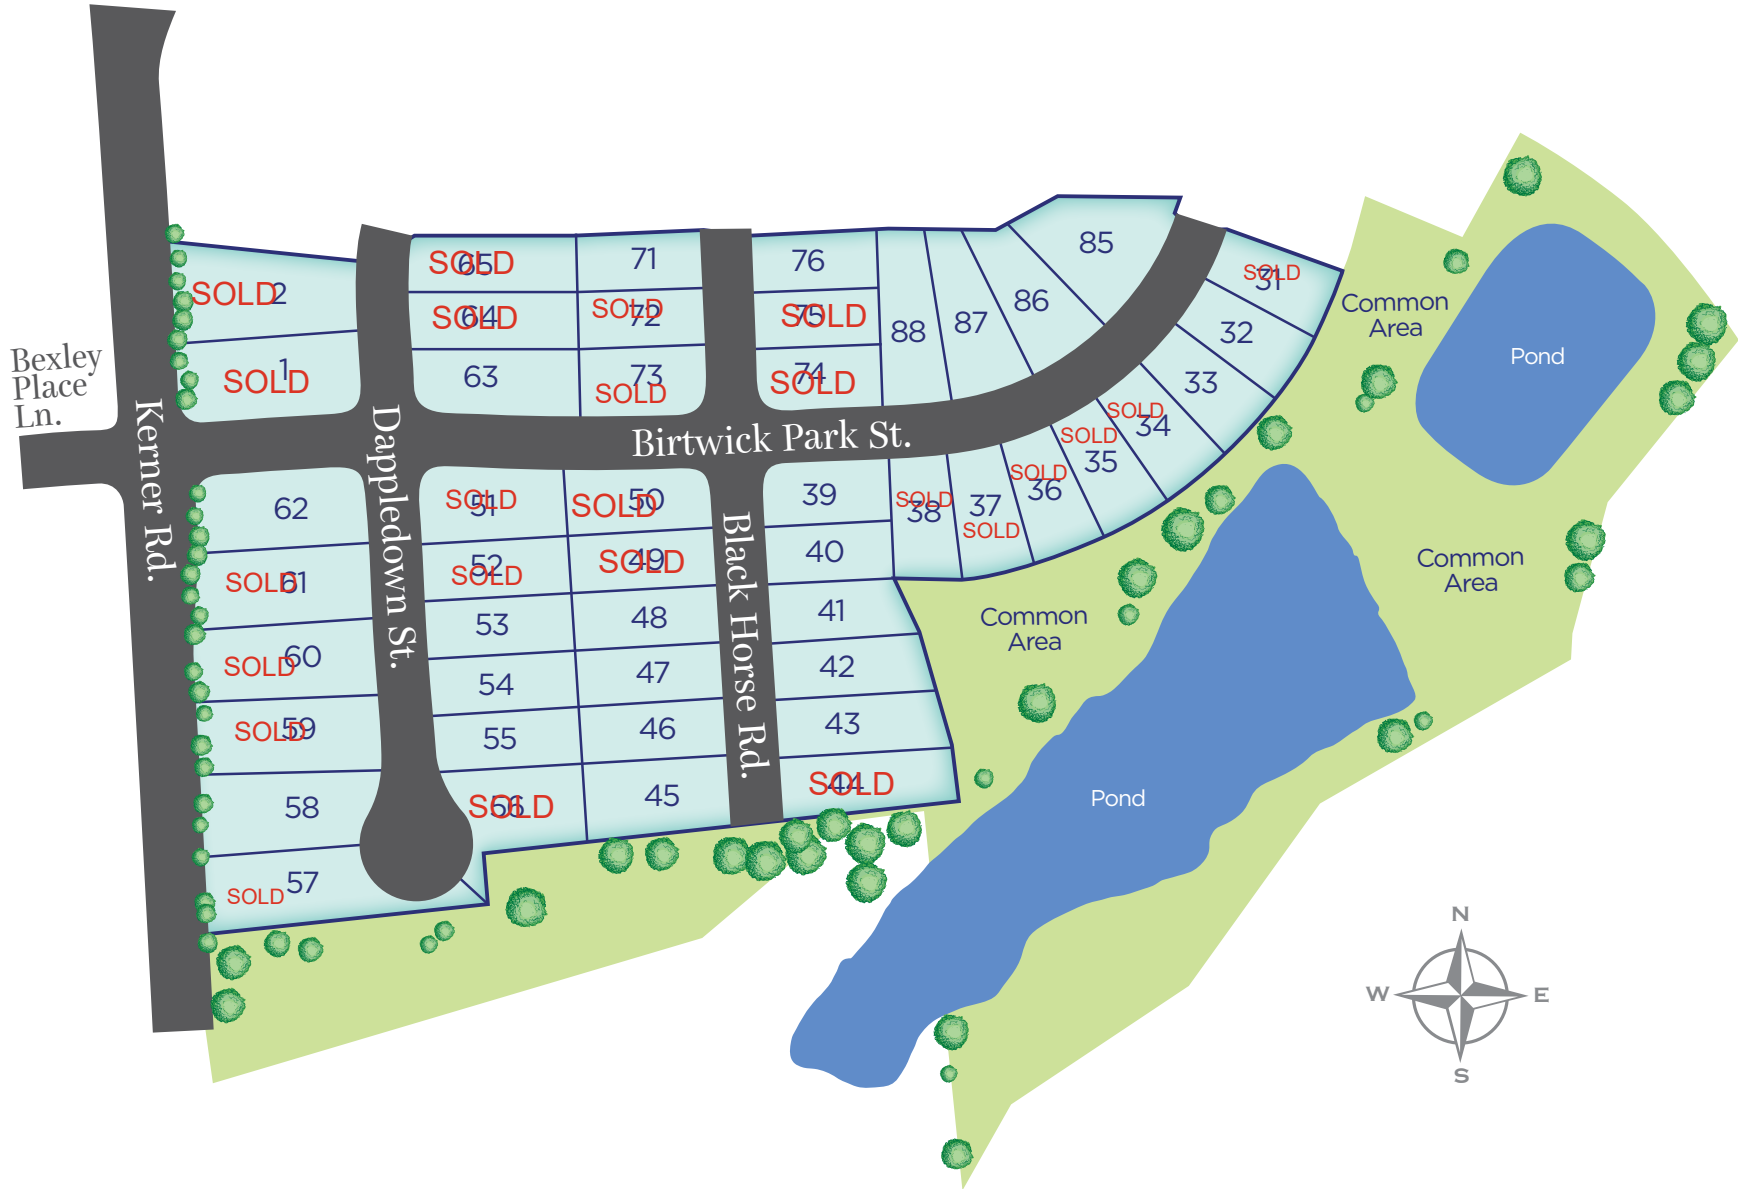 85
SOLD
65
71
76
SOLD
31
SOLD
2
86
Common
Area
SOLD
64
SOLD
72
SOLD
75
88
87
32
Pond
Bexley
Place
Ln.
SOLD
1
63
73
SOLD
SOLD
74
33
SOLD
34
Kerner Rd.
Dappledown St.
Birtwick Park St.
SOLD
35
SOLD
36
62
SOLD
51
SOLD
50
39
SOLD
38
37
SOLD
Black Horse Rd.
52
SOLD
SOLD
49
40
Common
Area
SOLD
61
53
48
41
Common
Area
SOLD
60
54
47
42
SOLD
59
55
46
43
58
SOLD
56
45
SOLD
44
Pond
SOLD
57
N
W
E
S